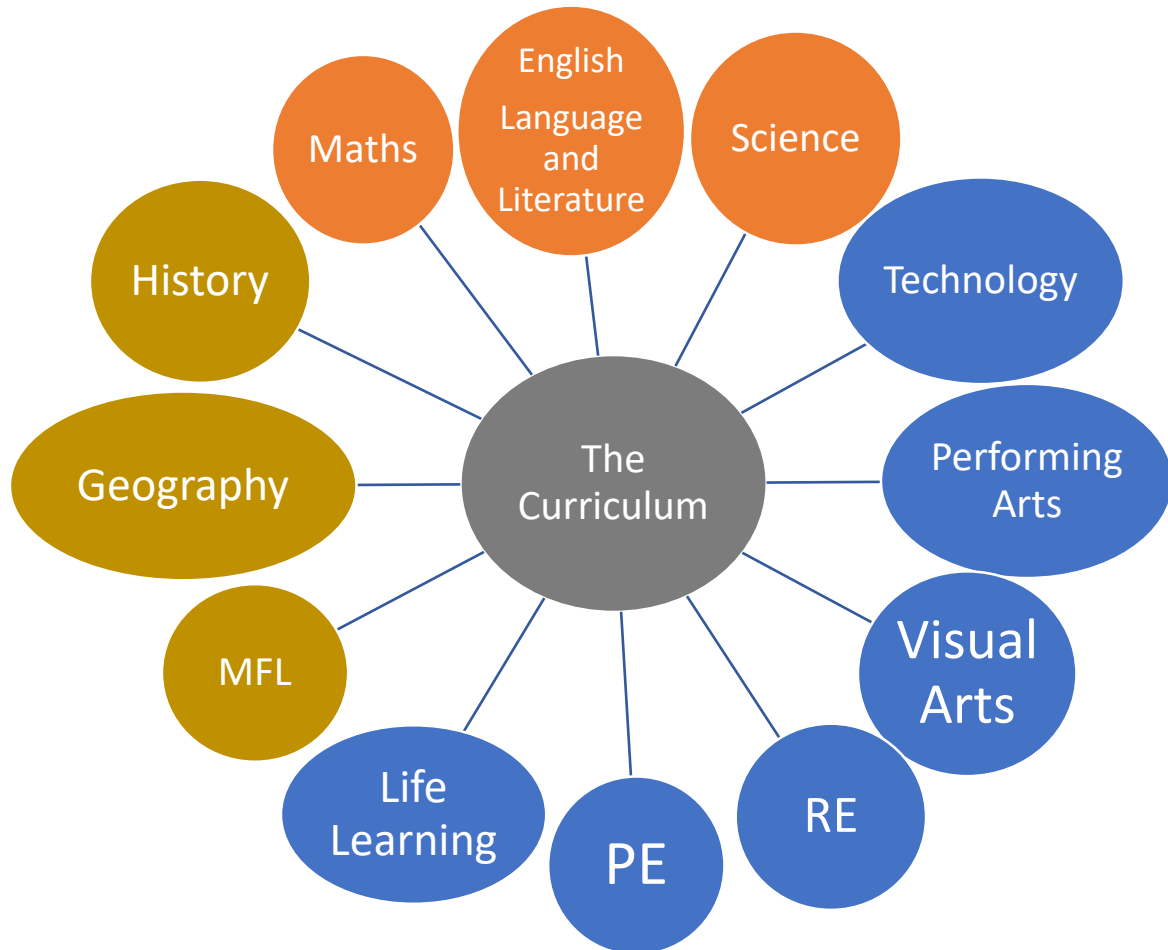 English
Language
and
Literature
Science
Technology
Performing
Arts
Visual
Arts
RE
PE
Life
Learning
MFL
Geography
History
Maths
The
Curriculum